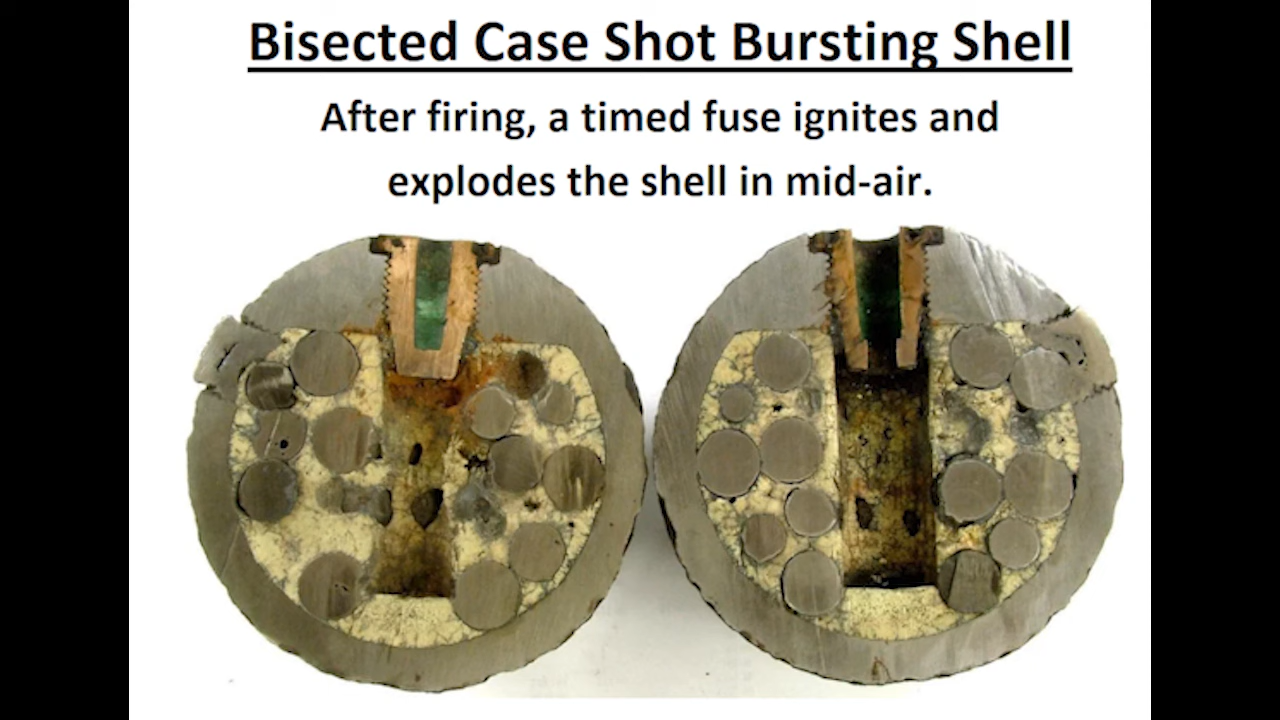 Bisected Case Shot Bursting Shell
After firing, a timed fuse ignites and
explodes the shell in mid-air.